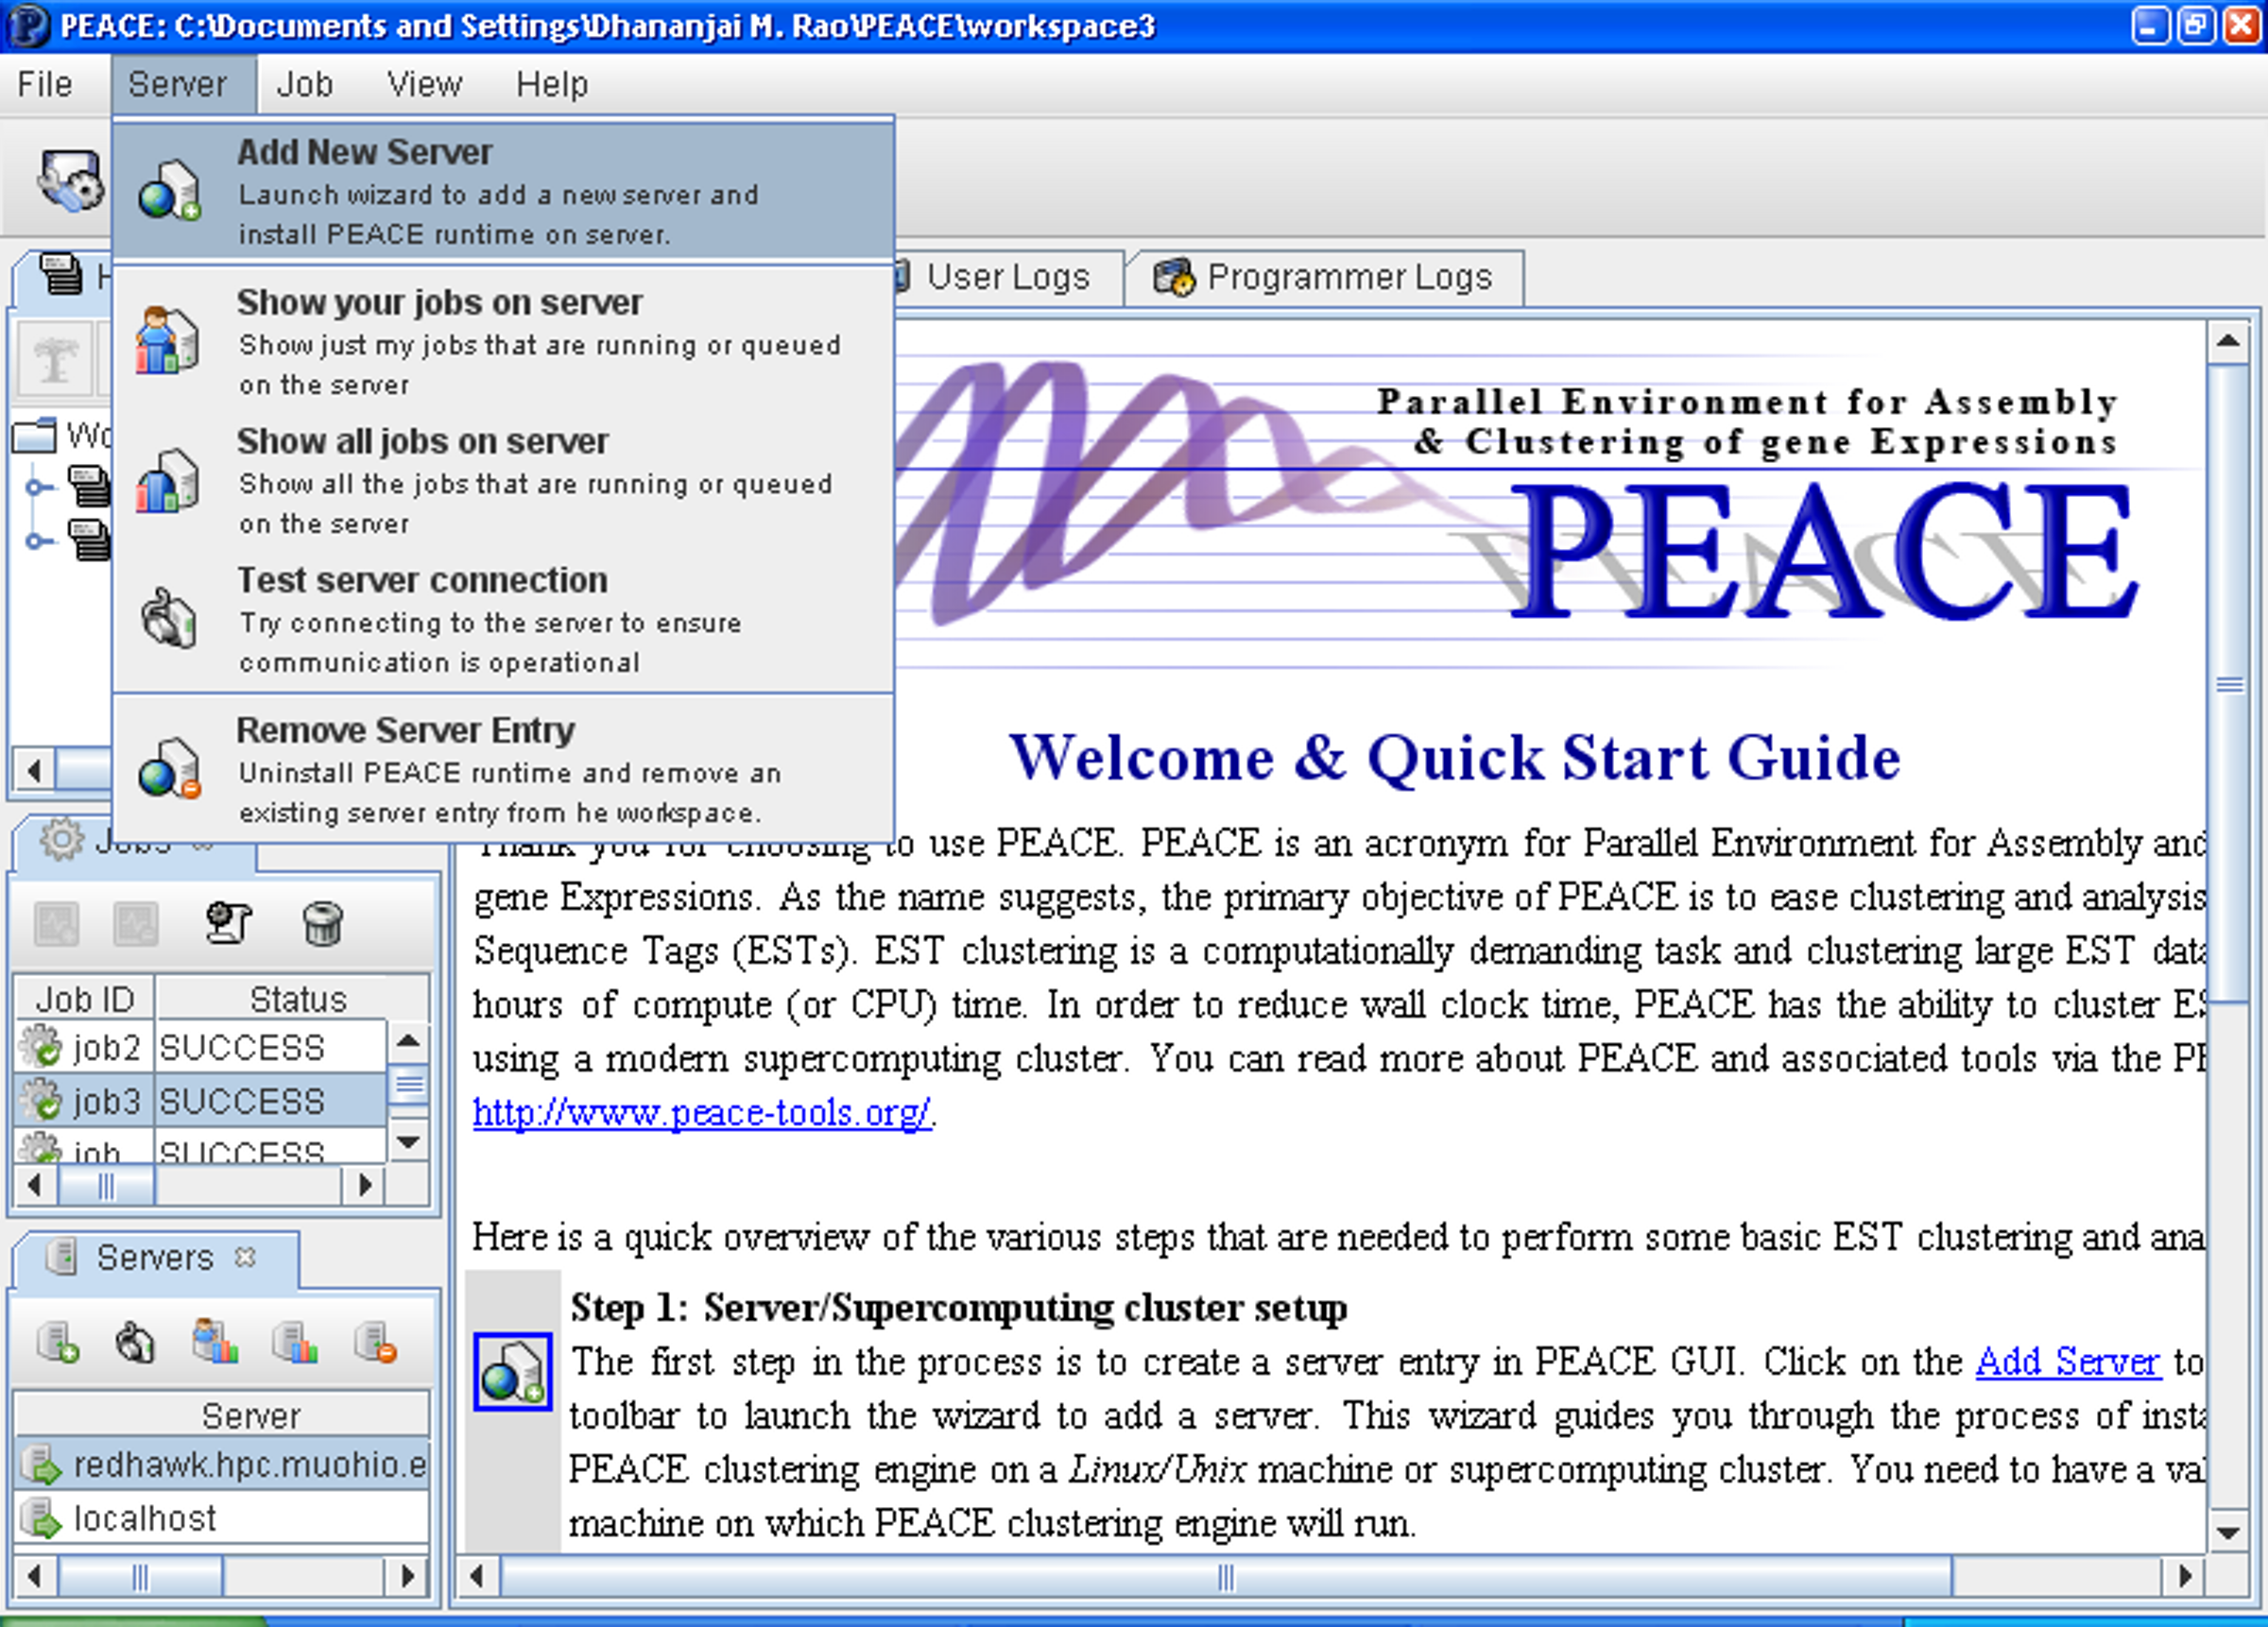 PEACE: C:\Documents and Settings\Dhananjai M. Rao\PEACE\workspace3
File Server Job View Help
Add New Server
Launch wizard to add a new server and
install PEACE runtime on server.
Show your jobs on server
Show just my jobs that are running or queued
on the server
Show all jobs on server
Show all the jobs that are running or queued
on the server
Test server connection
Try connecting to the server to ensure
communication is operational
Remove Server Entry
Uninstall PEACE runtime and remove an
existing server entry from he workspace.
User Logs
Programmer Logs
Parallel Environment for Assembly
& Clustering of gene Expressions
PEACE
Welcome & Quick Start Guide
Thank you for choosing to use PEACE. PEACE is an acronym for Parallel Environment for Assembly and
gene Expressions. As the name suggests, the primary objective of PEACE is to ease clustering and analysis
Sequence Tags (ESTs). EST clustering is a computationally demanding task and clustering large EST data
hours of compute (or CPU) time. In order to reduce wall clock time, PEACE has the ability to cluster ES
using a modern supercomputing cluster. You can read more about PEACE and associated tools via the PE
http://www.peace-tools.org/.
Here is a quick overview of the various steps that are needed to perform some basic EST clustering and ana
Step 1: Server/Supercomputing cluster setup
The first step in the process is to create a server entry in PEACE GUI. Click on the Add Server to
toolbar to launch the wizard to add a server. This wizard guides you through the process of insta
PEACE clustering engine on a Linux/Unix machine or supercomputing cluster. You need to have a val
machine on which PEACE clustering engine will run.
Jobs
Job ID Status
job2 SUCCESS
job3 SUCCESS
job SUCCESS
Servers
Server
redhawk.hpc.muohio.e
localhost